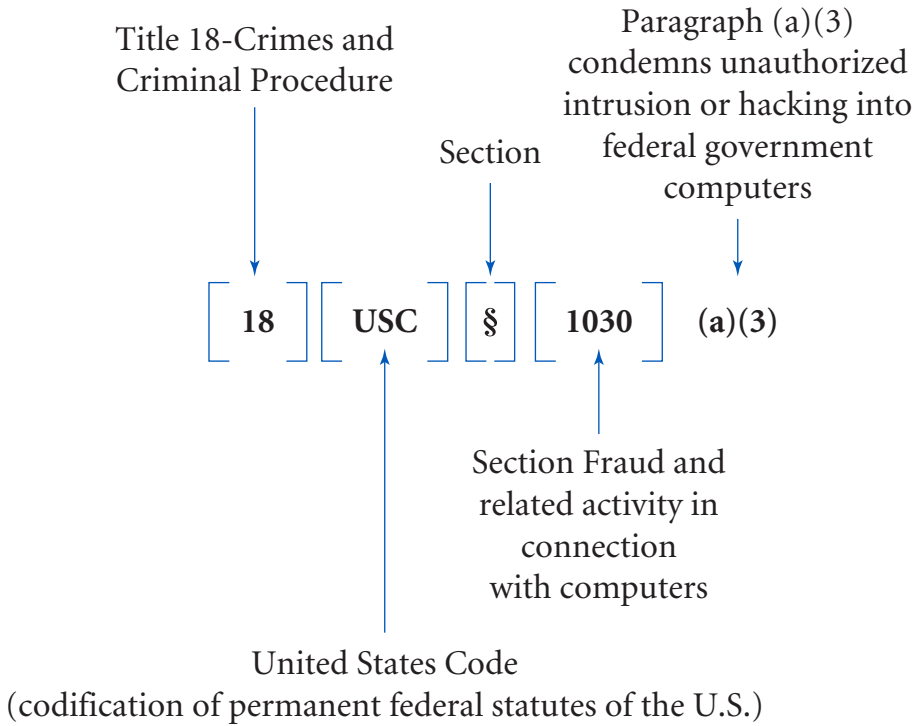 Title 18-Crimes and
Criminal Procedure
Section
Paragraph (a)(3)
condemns unauthorized
intrusion or hacking into
federal government
computers
18 USC § 1030 (a)(3)
Section Fraud and
related activity in
connection
with computers
United States Code
(codification of permanent federal statutes of the U.S.)